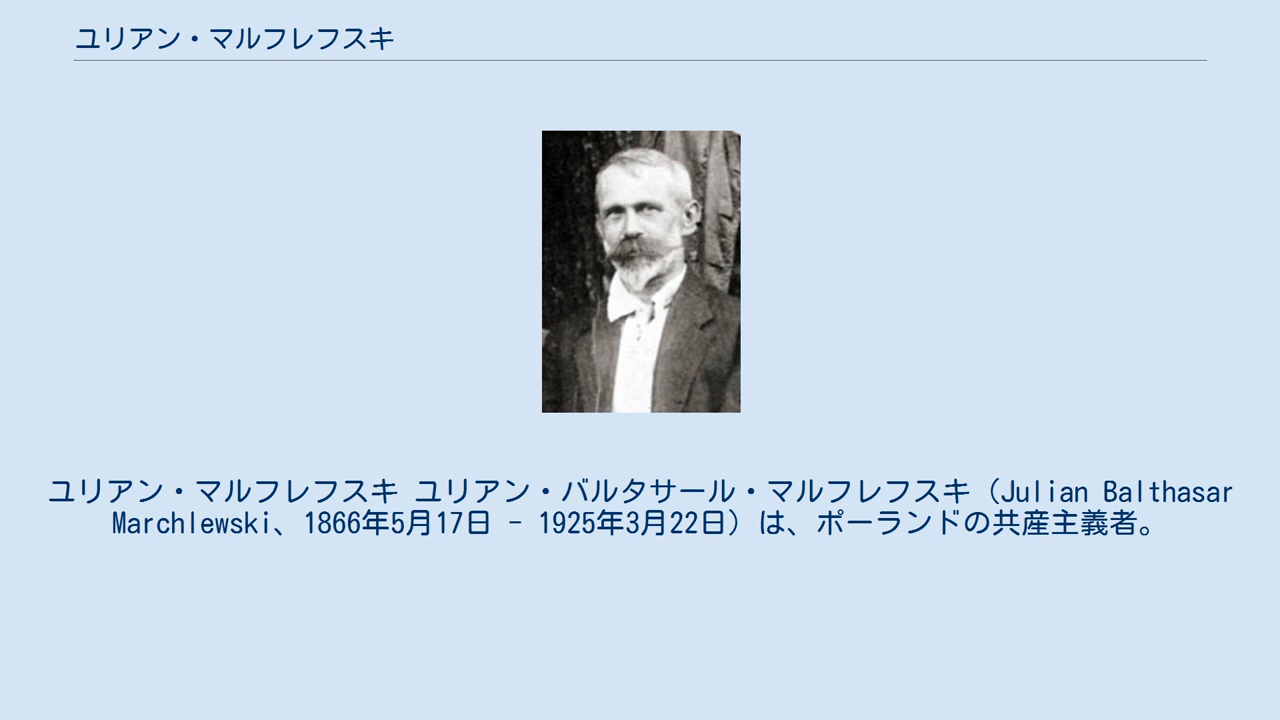 ユリアン・マルフレフスキ
ユリアン・マルフレフスキ ユリアン・バルタサール・マルフレフスキ（Julian Balthasar
Marchlewski、1866年5月17日 - 1925年3月22日）は、ポーランドの共産主義者。